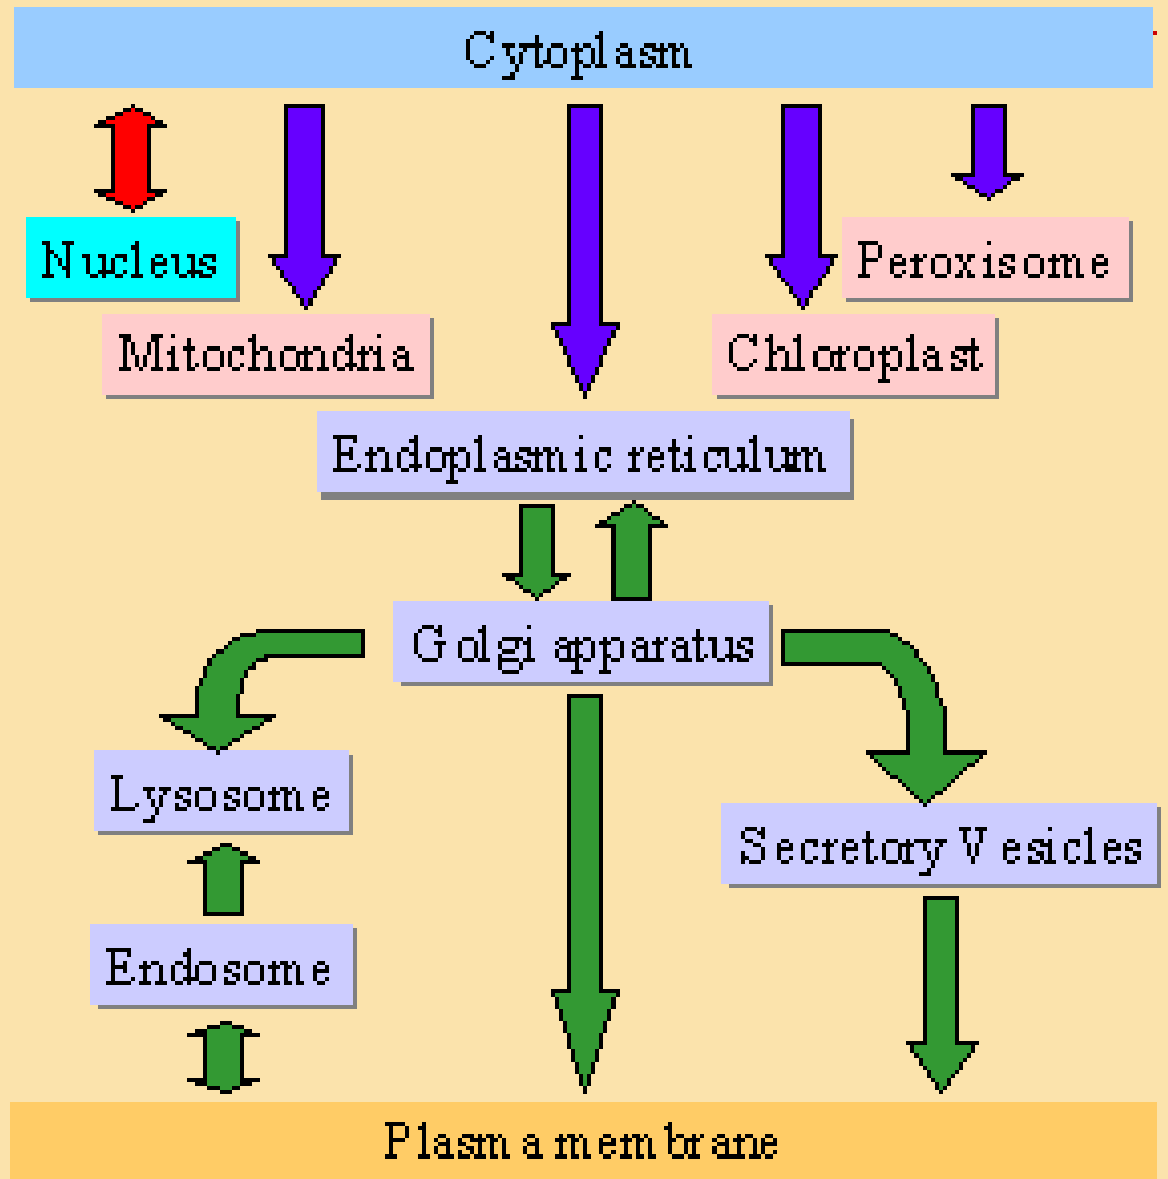 Cytoplasm
Nucleus
Peroxisome
Mitochondria
Chloroplast
Endoplasmic reticulum
Golgi apparatus
Lysosome
Secretory Vesicles
Endosome
Plasma membrane